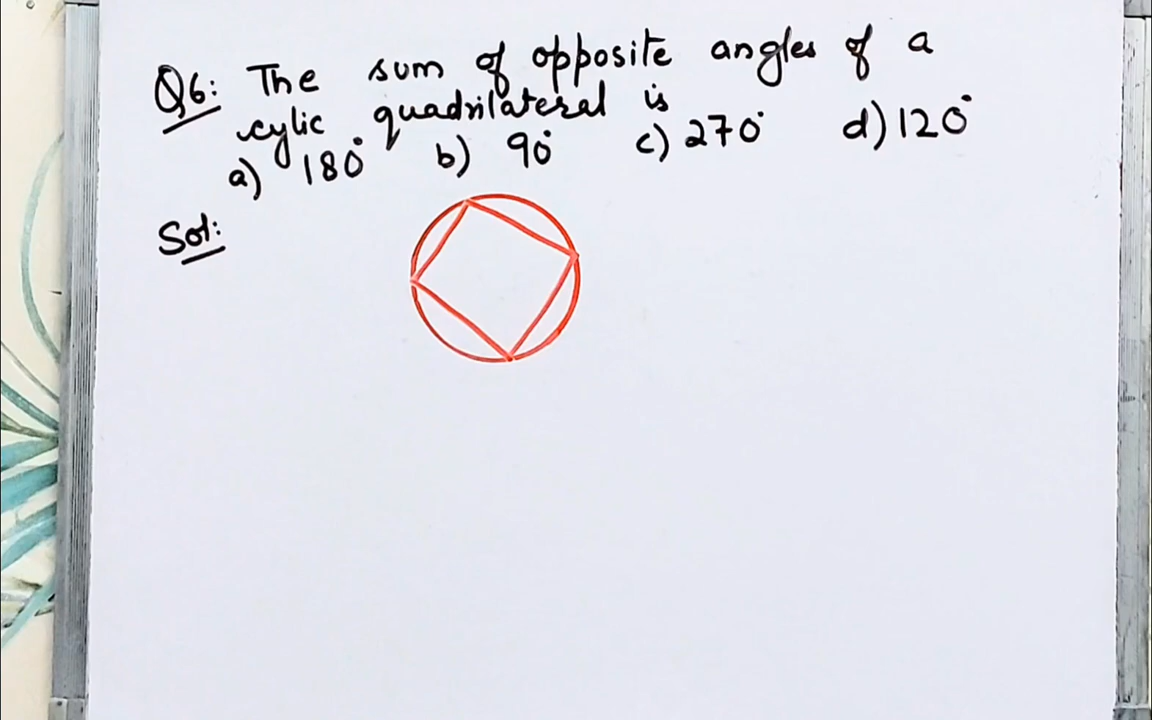 Q6: The sum of opposite angles of a
cylic quadrilateral is
a) 180° b) 90° c) 270° d) 120°
Sol: